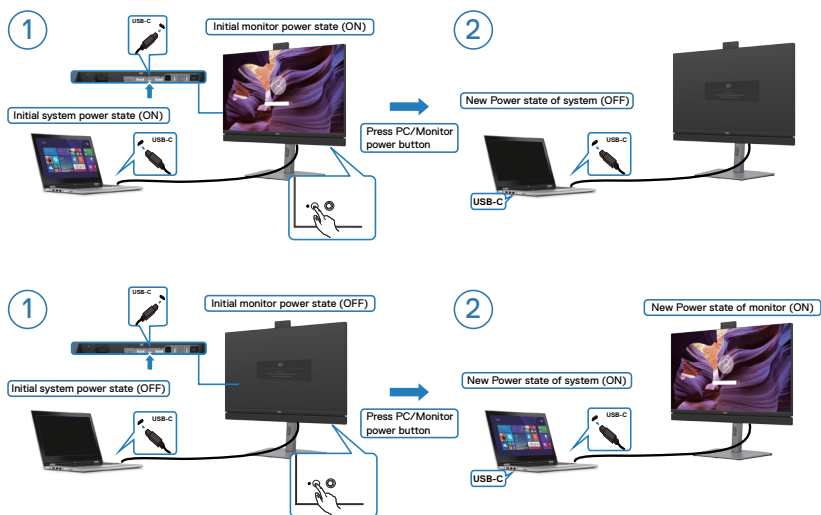 1
USB-C
Initial monitor power state (ON)
Initial system power state (ON)
USB-C
Press PC/Monitor
power button
2
New Power state of system (OFF)
USB-C
USB-C
1
USB-C
Initial monitor power state (OFF)
Initial system power state (OFF)
USB-C
Press PC/Monitor
power button
2
New Power state of monitor (ON)
New Power state of system (ON)
USB-C
USB-C